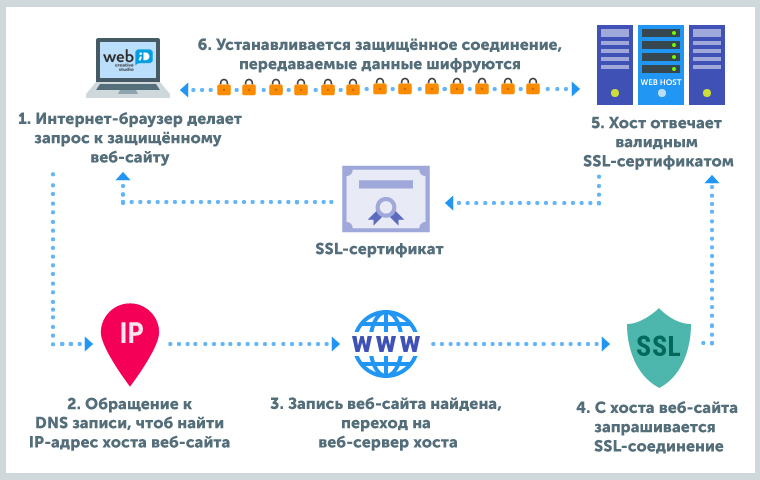 web iD
creative
studio
6. Устанавливается защищённое соединение,
передаваемые данные шифруются
WEB HOST
1. Интернет-браузер делает
запрос к защищённому
веб-сайту
5. Хост отвечает
валидным
SSL-сертификатом
SSL-сертификат
IP
WWW
SSL
2. Обращение к
DNS записи, чтоб найти
IP-адрес хоста веб-сайта
3. Запись веб-сайта найдена,
переход на
веб-сервер хоста
4. С хоста веб-сайта
запрашивается
SSL-соединение